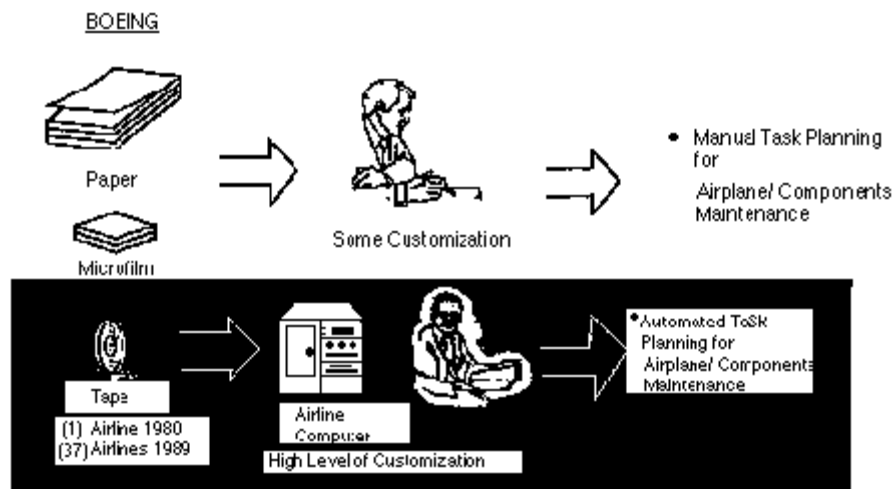 BOEING
Paper
Microfilm
Some Customization
• Manual Task Planning
for
Airplane/ Components
Maintenance
Tape
(1) Airline 1980
(37) Airlines 1989
Airline
Computer
High Level of Customization
•Automated TaSk
Planning for
Airplane/ Components
Maintenance